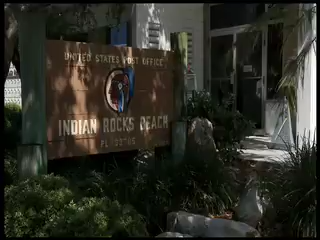 UNITED STATES POST OFFICE
INDIAN ROCKS BEACH